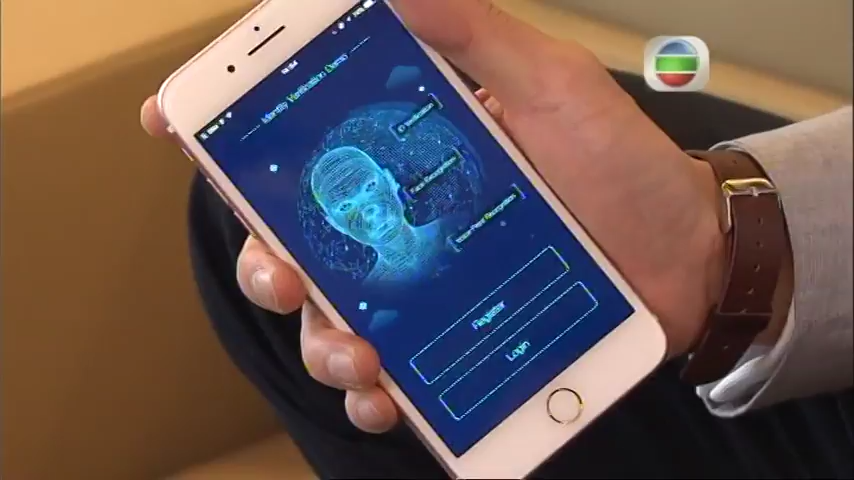 Identity Verification Demo
ID Verification
Face Recognition
Voice Print Recognition
Register
Login